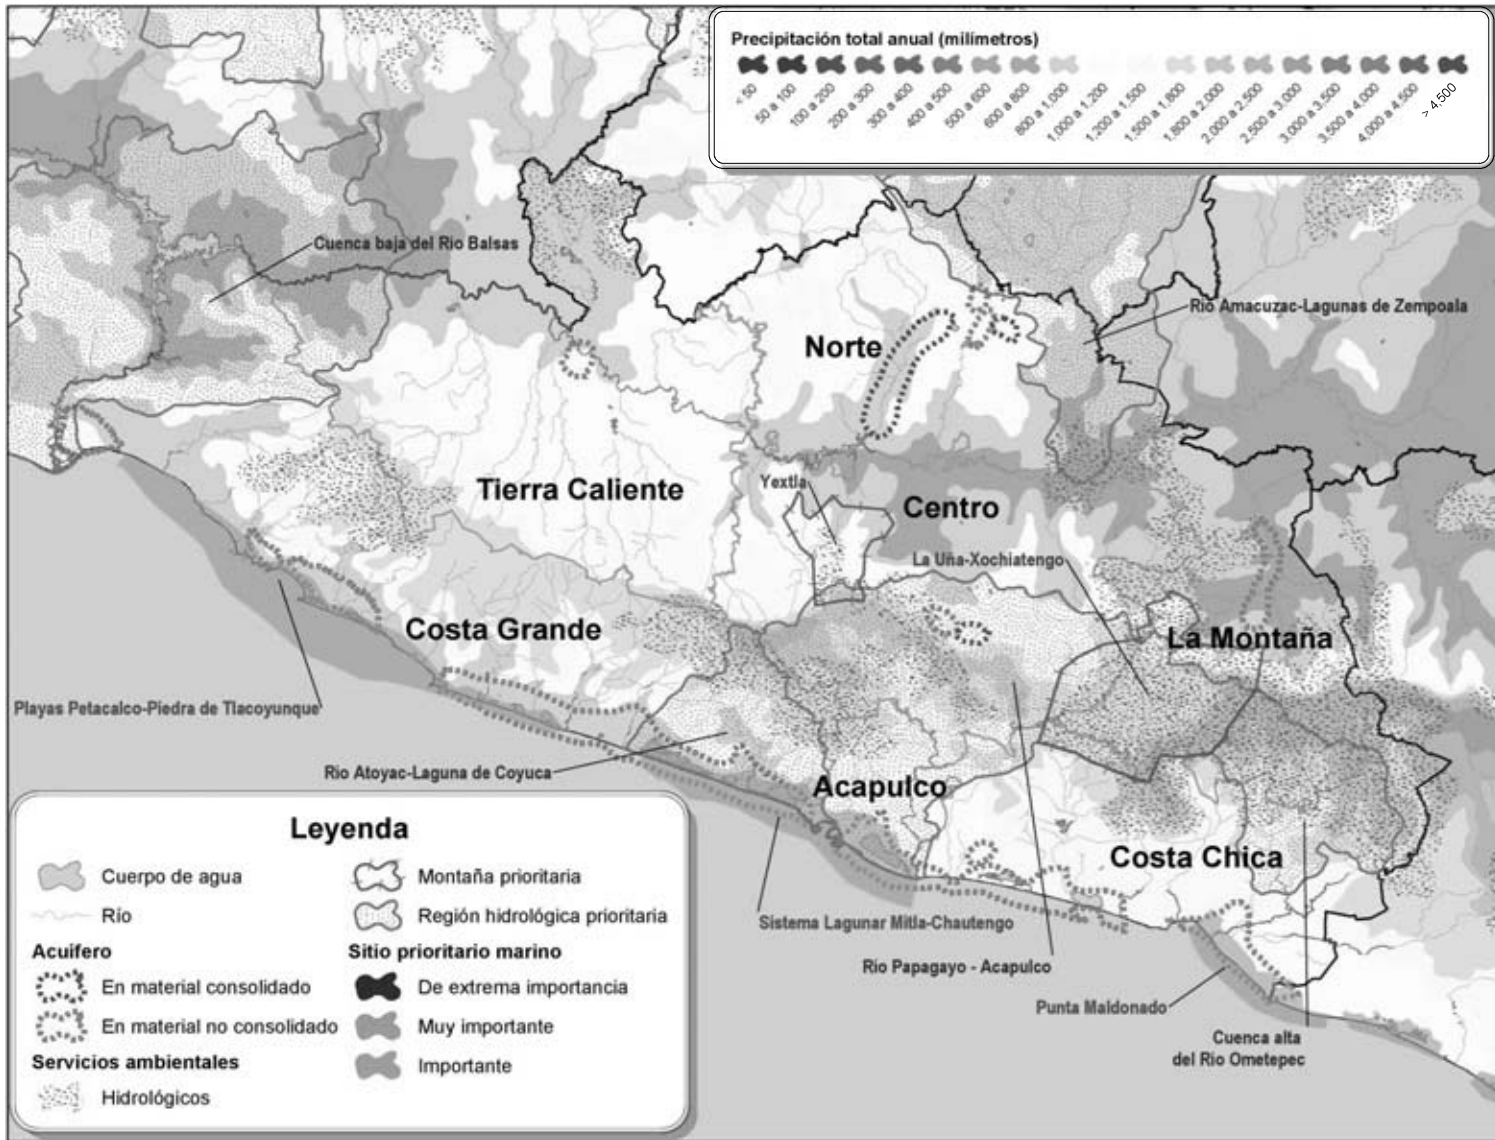 Precipitación total anual (milímetros)
< 50
50 a 100
100 a 200
200 a 300
300 a 400
400 a 500
500 a 600
600 a 800
800 a 1,000
1,000 a 1,200
1,200 a 1,500
1,500 a 1,800
1,800 a 2,000
2,000 a 2,500
2,500 a 3,000
3,000 a 3,500
3,500 a 4,000
4,000 a 4,500
> 4,500
Cuenca baja del Río Balsas
Río Amacuzac-Lagunas de Zempoala
Norte
Tierra Caliente
Yextla
Centro
La Uña-Xochiatengo
Costa Grande
La Montaña
Playas Petacalco-Piedra de Tlacoyunque
Río Atoyac-Laguna de Coyuca
Acapulco
Costa Chica
Sistema Lagunar Mitla-Chautengo
Río Papagayo - Acapulco
Punta Maldonado
Cuenca alta
del Río Ometepec
Leyenda
Cuerpo de agua
Río
Acuífero
En material consolidado
En material no consolidado
Servicios ambientales
Hidrológicos
Montaña prioritaria
Región hidrológica prioritaria
Sitio prioritario marino
De extrema importancia
Muy importante
Importante